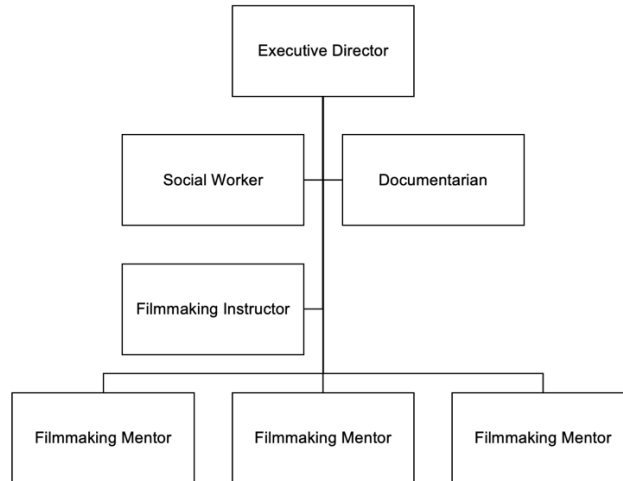 Executive Director
Social Worker
Documentarian
Filmmaking Instructor
Filmmaking Mentor
Filmmaking Mentor
Filmmaking Mentor